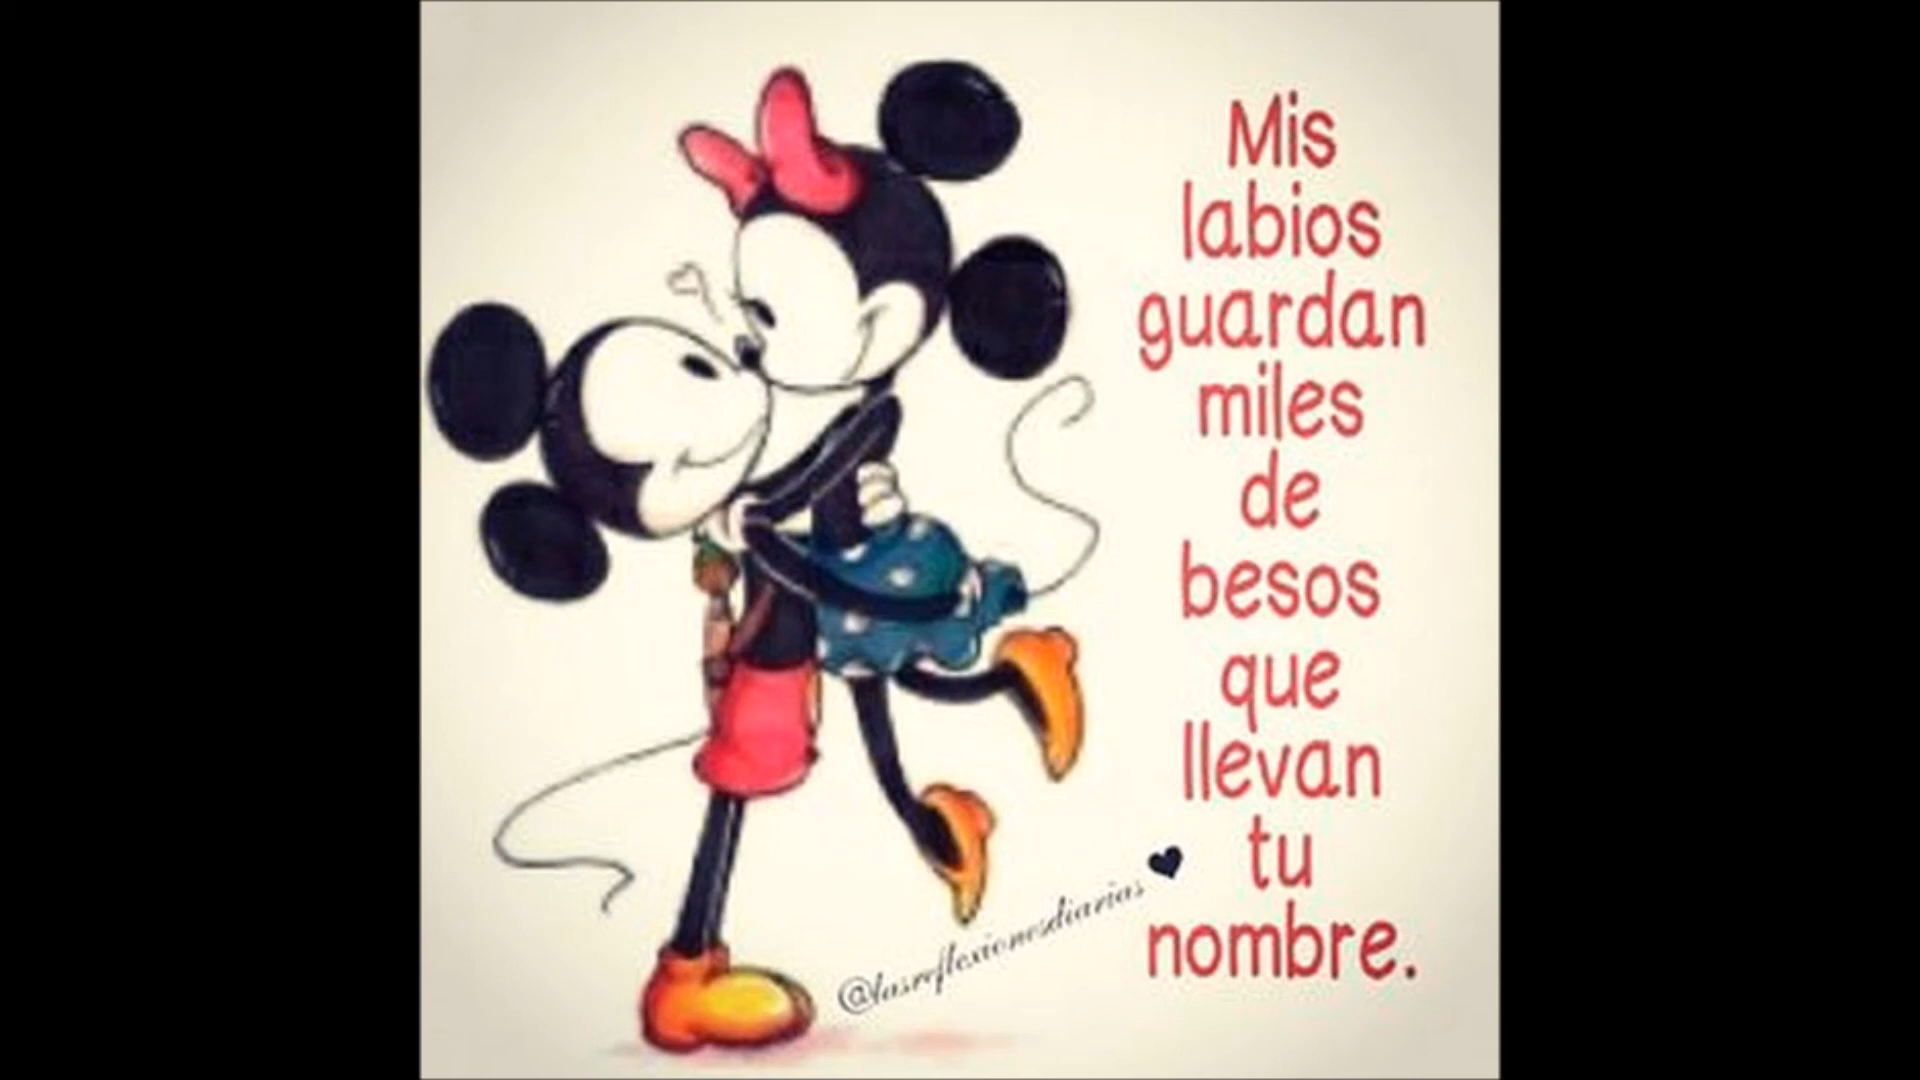 Mis
labios
guardan
miles
de
besos
que
llevan
tu
nombre.
@lasreflexionesdiarias